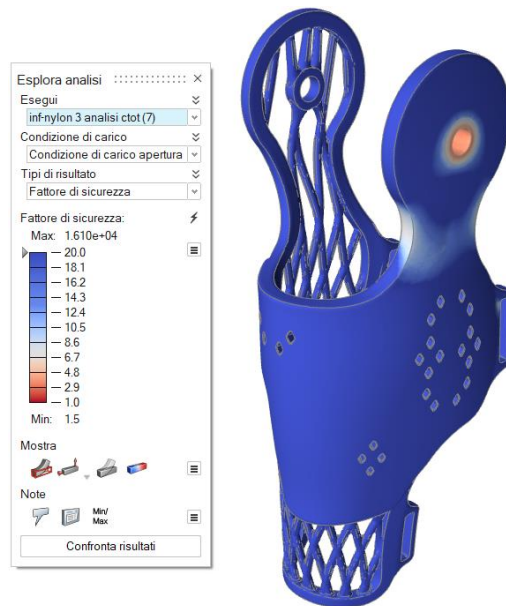 Esplora analisi
Esegui
inf-nylon 3 analisi ctot (7)
Condizione di carico
Condizione di carico apertura
Tipi di risultato
Fattore di sicurezza
Fattore di sicurezza:
Max: 1.610e+04
20.0
18.1
16.2
14.3
12.4
10.5
8.6
6.7
4.8
2.9
1.0
Min: 1.5
Mostra
Note
Min/
Max
Confronta risultati